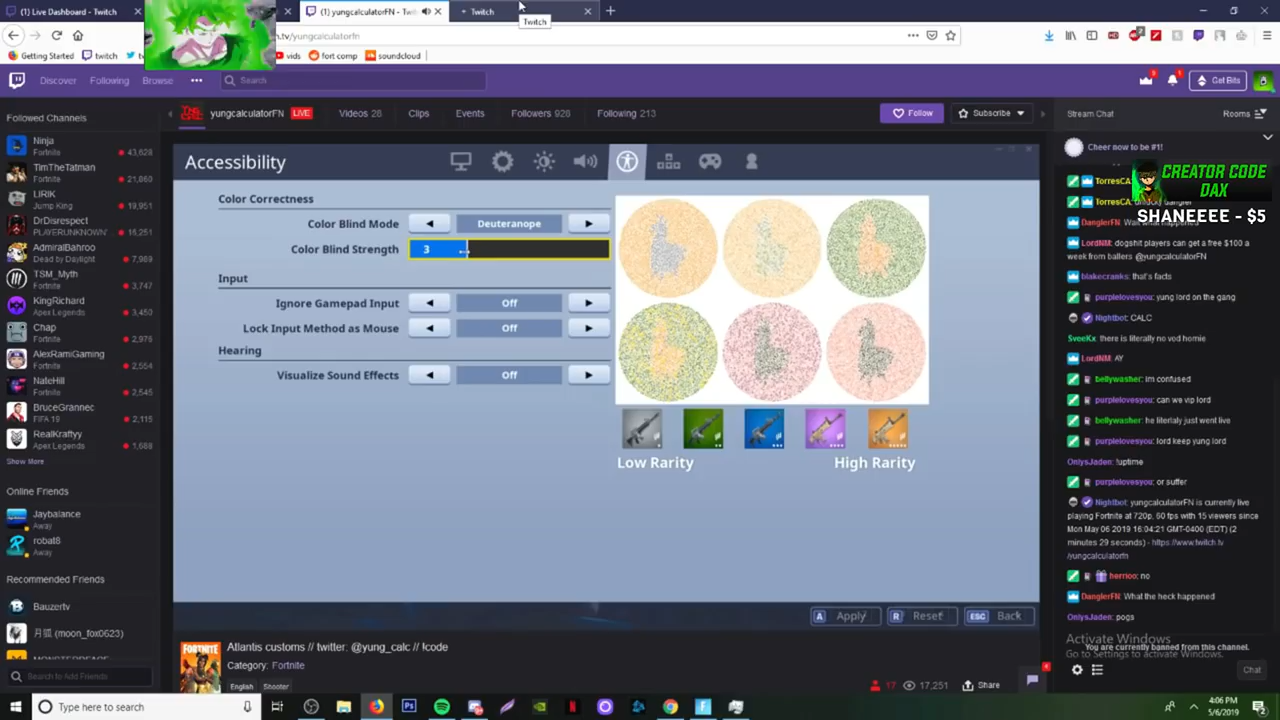 Live Dashboard - Twitch
(1) yungcalculatorFN - Twit
Twitch
Twitch
.tv/yungcalculatorfn
Getting Started
twitch
vids
fort comp
soundcloud
Discover
Following
Browse
Search
Get Bits
Followed Channels
yungcalculatorFN
LIVE
Videos 26
Clips
Events
Followers 926
Following 213
Follow
Subscribe
Stream Chat
Rooms
Ninja
Fortnite
43,628
TimTheTatman
Fortnite
21,860
LIRIK
Jump King
19,951
DrDisrespect
PLAYERUNKNOWN'
AdmiralBahroo
Dead by Daylight
7,989
TSM_Myth
Fortnite
3,747
KingRichard
Apex Legends
3,450
Chap
Fortnite
2,976
AlexRamiGaming
Fortnite
2,554
NateHill
Fortnite
2,545
BruceGrannec
FIFA 19
2,115
RealKraftyy
Apex Legends
1,688
Show More
Online Friends
Jaybalance
Away
robat8
Away
Recommended Friends
Bauzertv
月狐 (moon_fox0623)
Search to Add Friends
Accessibility
Color Correctness
Color Blind Mode
Deuteranope
Color Blind Strength
3
Input
Ignore Gamepad Input
Off
Lock Input Method as Mouse
Off
Hearing
Visualize Sound Effects
Off
Low Rarity
High Rarity
A Apply
R Reset
ESC Back
Atlantis customs // twitter: @yung_calc // !code
Category: Fortnite
English
Shooter
FORTNITE
17
17,251
Share
Cheer now to be #1!
CREATOR CODE
DAX
SHANEEEE - $5
TorresCA
TorresCA:
DanglerFN:
LordNM: dogshit players can get a free $100 a
week from ballers @yungcalculatorFN
blakecranks: that's facts
purplelovesyou: yung lord on the gang
Nightbot: CALC
SveeKx: there is literally no vod homie
LordNM: AY
bellywasher: im confused
purplelovesyou: can we vip lord
bellywasher: he literlaly just went live
purplelovesyou: lord keep yung lord
OnlysJaden: !uptime
purplelovesyou: or suffer
Nightbot: yungcalculatorFN is currently live
playing Fortnite at 720p, 60 fps with 15 viewers since
Mon May 06 2019 16:04:21 GMT-0400 (EDT) (2
minutes 29 seconds) - https://www.twitch.tv
/yungcalculatorfn
herrioo: no
DanglerFN: What the heck happened
OnlysJaden: pogs
Activate Windows
You are currently banned from this channel.
Go to Settings to activate Windows.
Chat
Type here to search
4:06 PM
5/6/2019